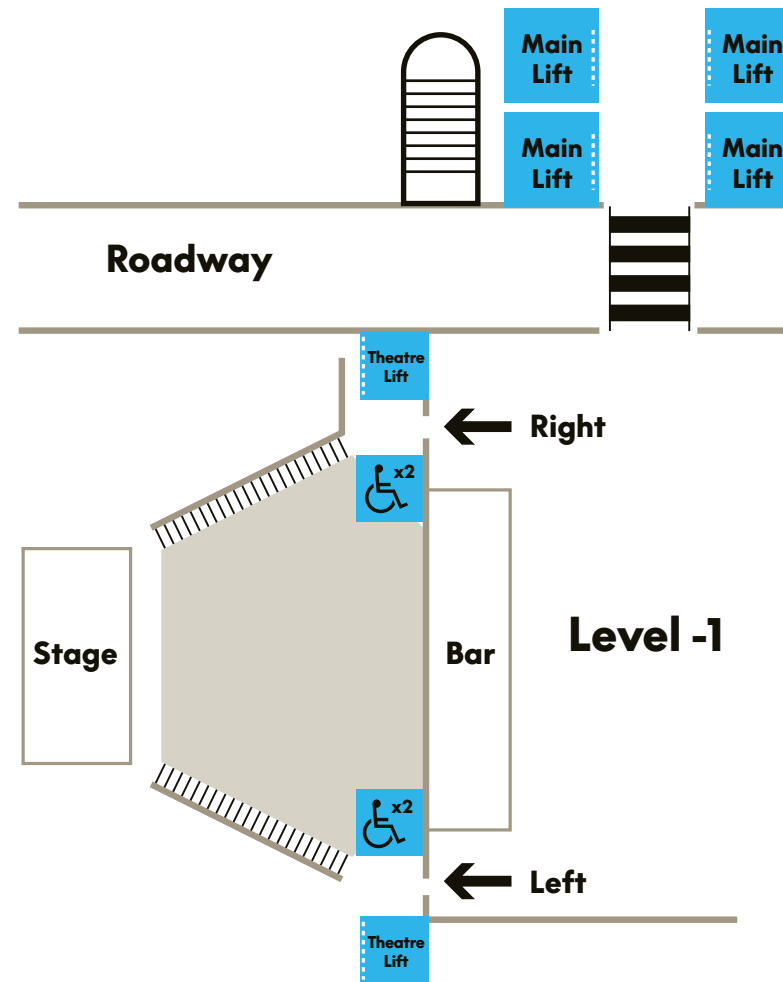 Main
Lift
Main
Lift
Main
Lift
Main
Lift
Roadway
Theatre
Lift
Right
x2
Stage
Bar
Level -1
x2
Left
Theatre
Lift